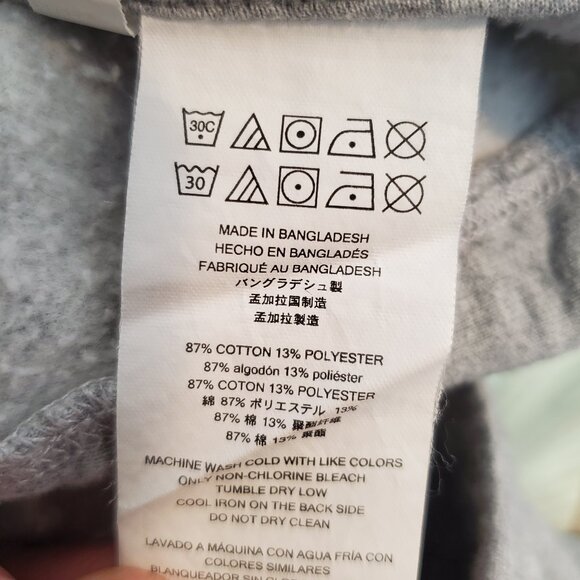 30C
30
MADE IN BANGLADESH
HECHO EN BANGLADÉS
FABRIQUÉ AU BANGLADESH
バングラデシュ製
孟加拉国制造
孟加拉製造
87% COTTON 13% POLYESTER
87% algodón 13% poliéster
87% COTON 13% POLYESTER
綿 87% ポリエステル 13%
87% 棉 13% 聚酯纤维
87% 棉 13% 聚酯
MACHINE WASH COLD WITH LIKE COLORS
ONLY NON-CHLORINE BLEACH
TUMBLE DRY LOW
COOL IRON ON THE BACK SIDE
DO NOT DRY CLEAN
LAVADO A MÁQUINA CON AGUA FRÍA CON
COLORES SIMILARES
BLANQUEADOR SIN